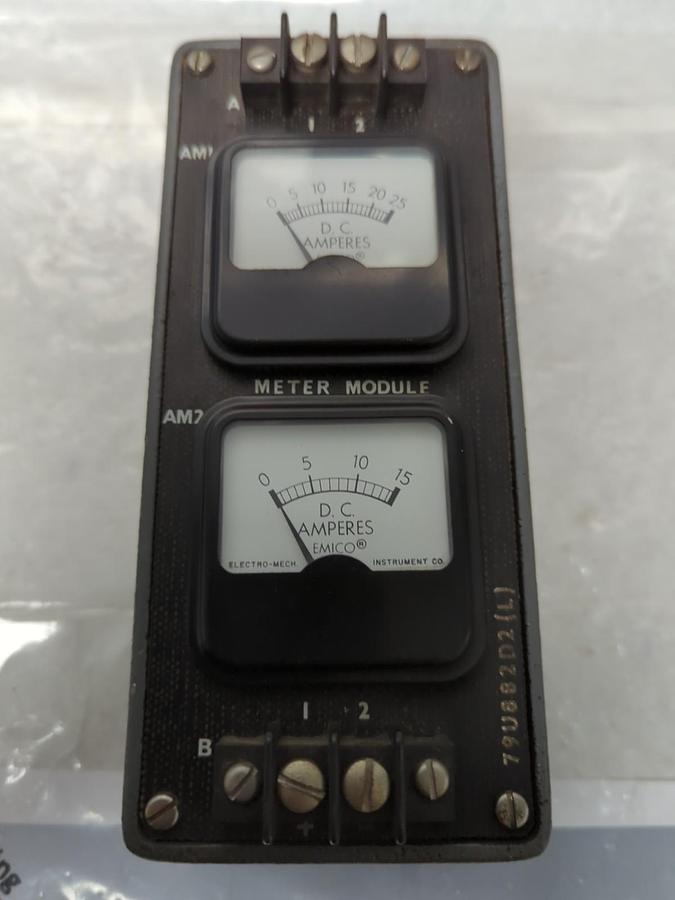 A
1 2
AM1
0 5 10 15 20 25
D. C.
AMPERES
METER MODULE
AM2
0 5 10 15
D. C.
AMPERES
EMICO®
ELECTRO-MECH. INSTRUMENT CO.
79U882D2(L)
1 2
B
+ -